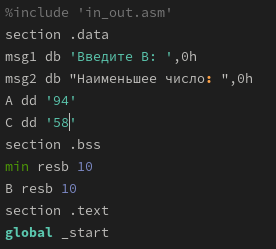 %include 'in_out.asm'
section .data
msg1 db 'Введите B: ',0h
msg2 db "Наименьшее число: ",0h
A dd '94'
C dd '58'
section .bss
min resb 10
B resb 10
section .text
global _start